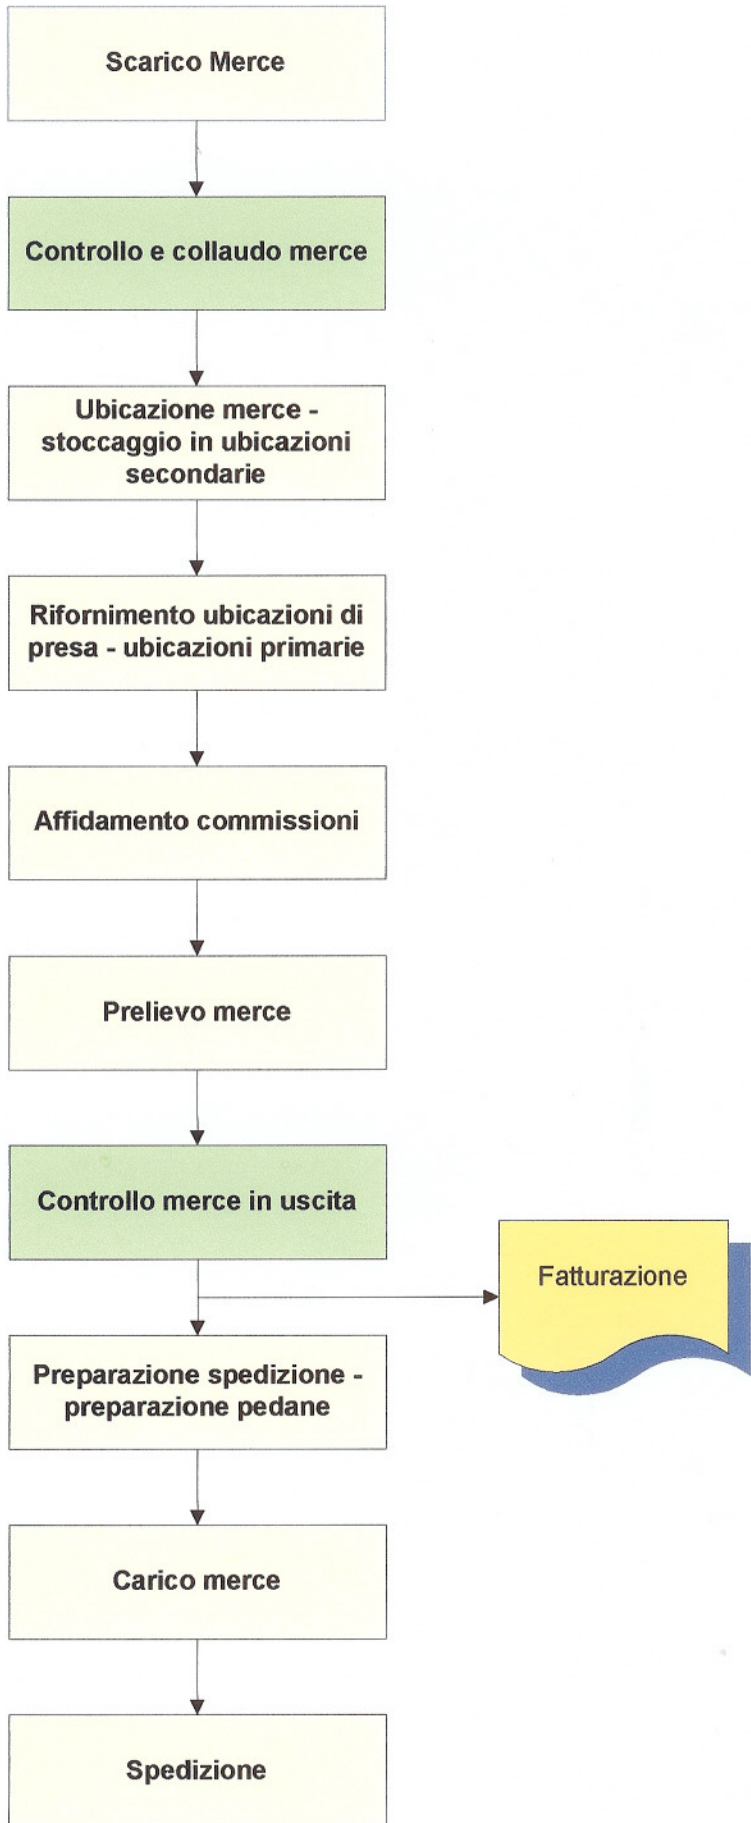 Scarico Merce
Controllo e collaudo merce
Ubicazione merce -
stoccaggio in ubicazioni
secondarie
Rifornimento ubicazioni di
presa - ubicazioni primarie
Affidamento commissioni
Prelievo merce
Controllo merce in uscita
Fatturazione
Preparazione spedizione -
preparazione pedane
Carico merce
Spedizione